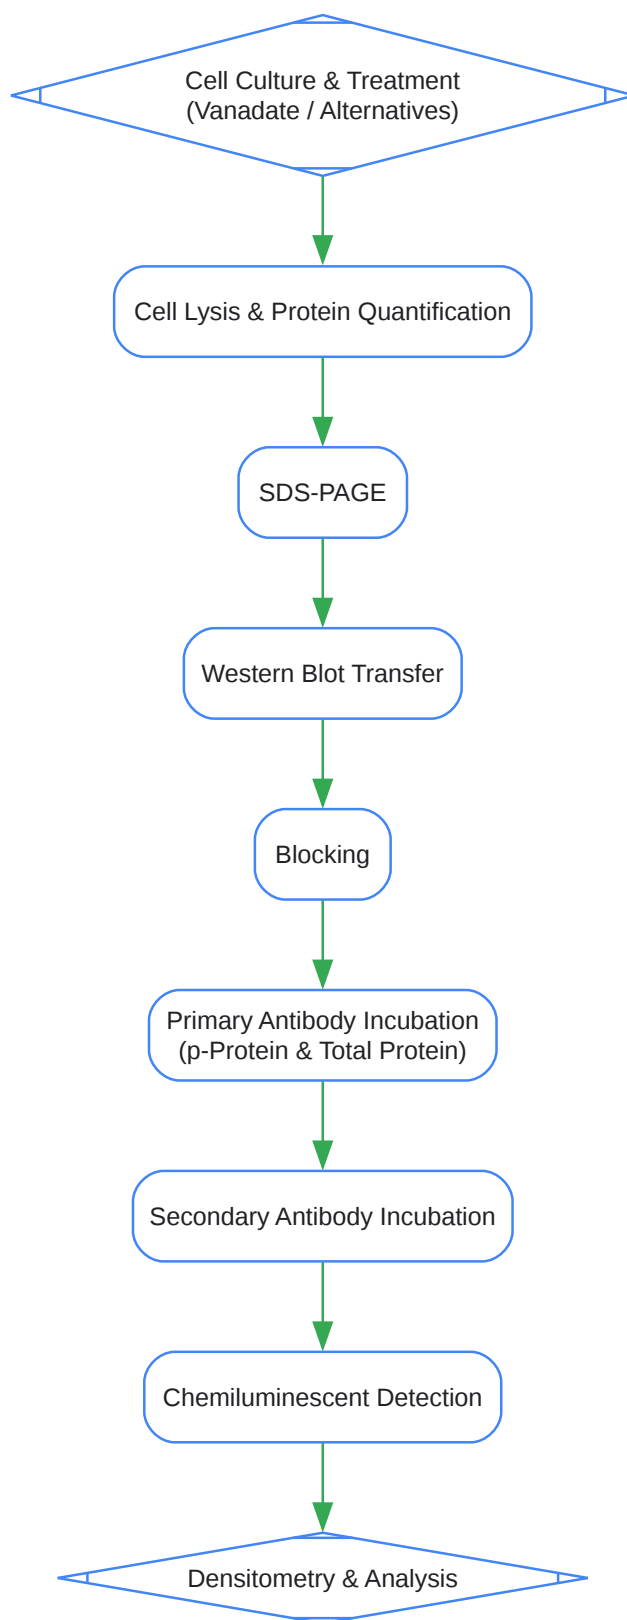 Cell Culture & Treatment
(Vanadate / Alternatives)
Cell Lysis & Protein Quantification
SDS-PAGE
Western Blot Transfer
Blocking
Primary Antibody Incubation
(p-Protein & Total Protein)
Secondary Antibody Incubation
Chemiluminescent Detection
Densitometry & Analysis